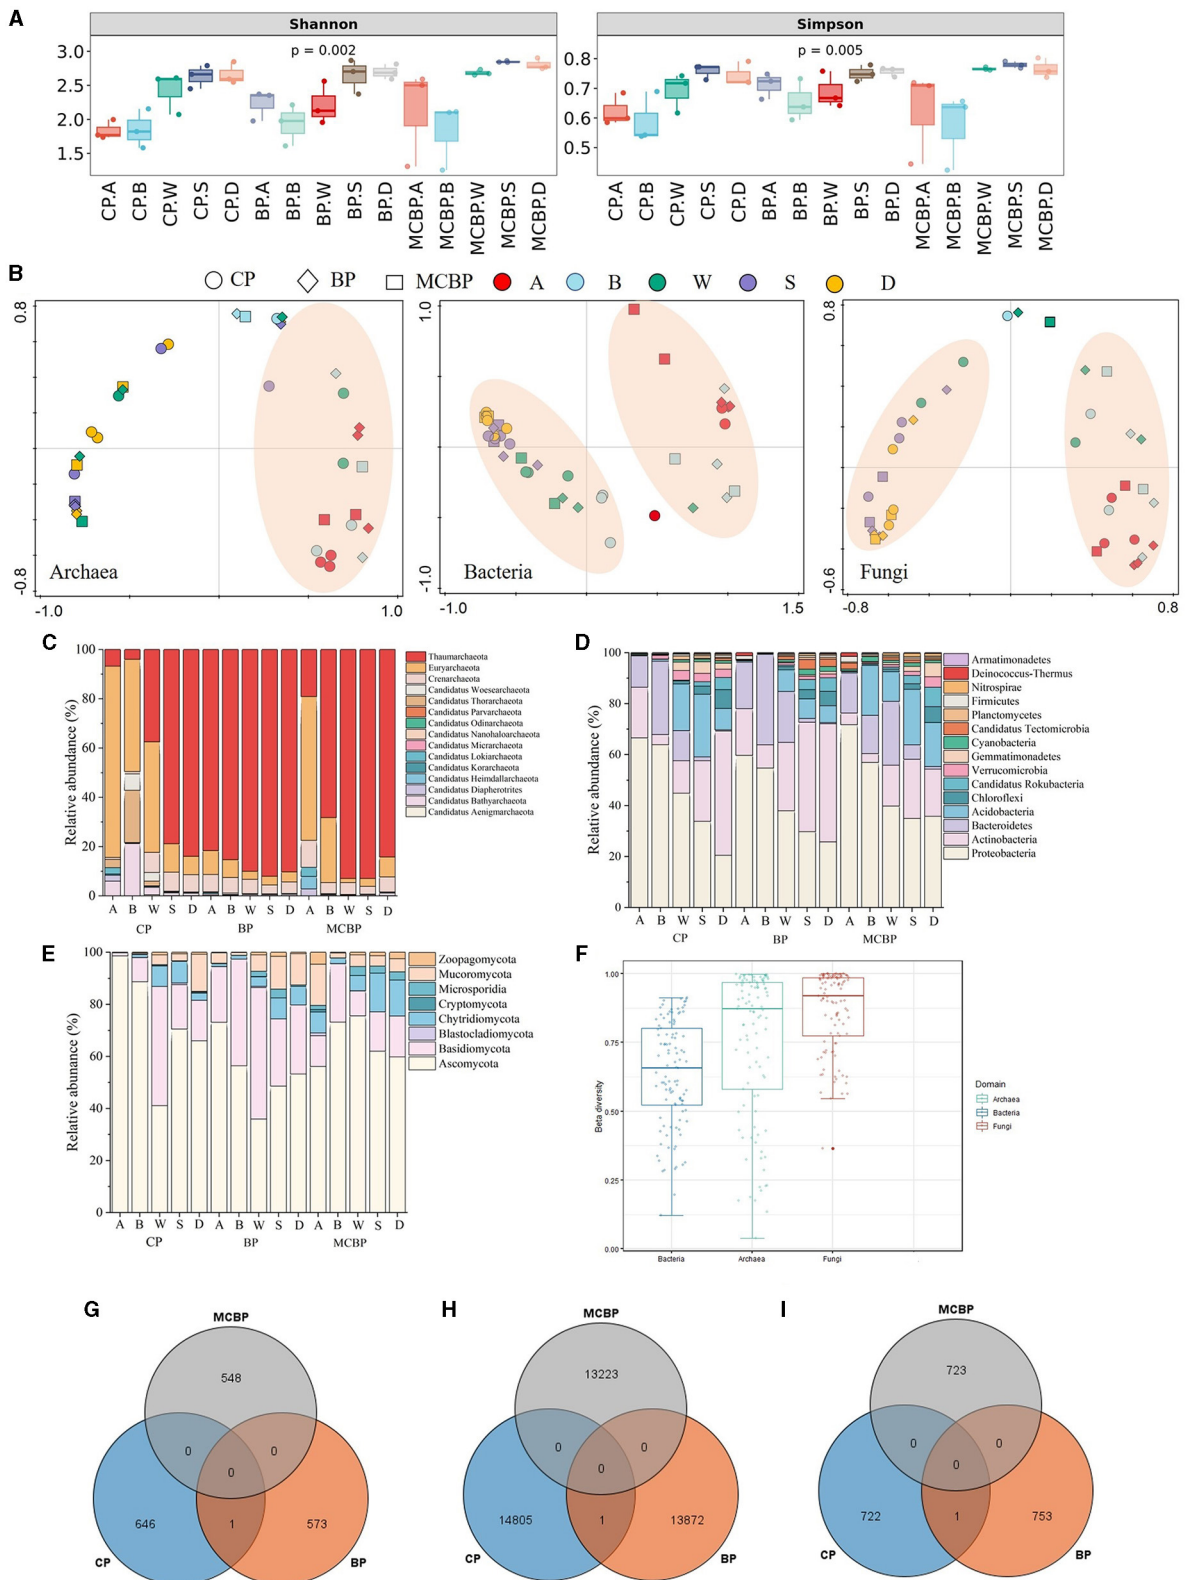 A
Shannon
p = 0.002
3.0
2.5
2.0
1.5
CP.A
CP.B
CP.W
CP.S
CP.D
BP.A
BP.B
BP.W
BP.S
BP.D
MCBP.A
MCBP.B
MCBP.W
MCBP.S
MCBP.D
Simpson
p = 0.005
0.8
0.7
0.6
0.5
CP.A
CP.B
CP.W
CP.S
CP.D
BP.A
BP.B
BP.W
BP.S
BP.D
MCBP.A
MCBP.B
MCBP.W
MCBP.S
MCBP.D
B
CP BP MCBP A B W S D
0.8
-0.8
Archaea
-1.0 1.0
1.0
-1.0
Bacteria
-1.0 1.5
0.8
-0.6
Fungi
-0.8 0.8
C
Relative abundance (%)
100
80
60
40
20
0
A B W S D A B W S D A B W S D
CP BP MCBP
Thaumarchaeota
Euryarchaeota
Crenarchaeota
Candidatus Woesearchaeota
Candidatus Thorarchaeota
Candidatus Parvarchaeota
Candidatus Odinarchaeota
Candidatus Nanohaloarchaeota
Candidatus Micrarchaeota
Candidatus Lokiarchaeota
Candidatus Korarchaeota
Candidatus Heimdallarchaeota
Candidatus Diapherotrites
Candidatus Bathyarchaeota
Candidatus Aenigmarchaeota
D
Relative abundance (%)
100
80
60
40
20
0
A B W S D A B W S D A B W S D
CP BP MCBP
Armatimonadetes
Deinococcus-Thermus
Nitrospirae
Firmicutes
Planctomycetes
Candidatus Tectomicrobia
Cyanobacteria
Gemmatimonadetes
Verrucomicrobia
Candidatus Rokubacteria
Chloroflexi
Acidobacteria
Bacteroidetes
Actinobacteria
Proteobacteria
E
Relative abunance (%)
100
80
60
40
20
0
A B W S D A B W S D A B W S D
CP BP MCBP
Zoopagomycota
Mucoromycota
Microsporidia
Cryptomycota
Chytridiomycota
Blastocladiomycota
Basidiomycota
Ascomycota
F
Beta diversity
1.00
0.75
0.50
0.25
0.00
Bacteria Archaea Fungi
Domain
Archaea
Bacteria
Fungi
G
MCBP
548
0 0
0
646 1 573
CP BP
H
MCBP
13223
0 0
0
14805 1 13872
CP BP
I
MCBP
723
0 0
0
722 1 753
CP BP